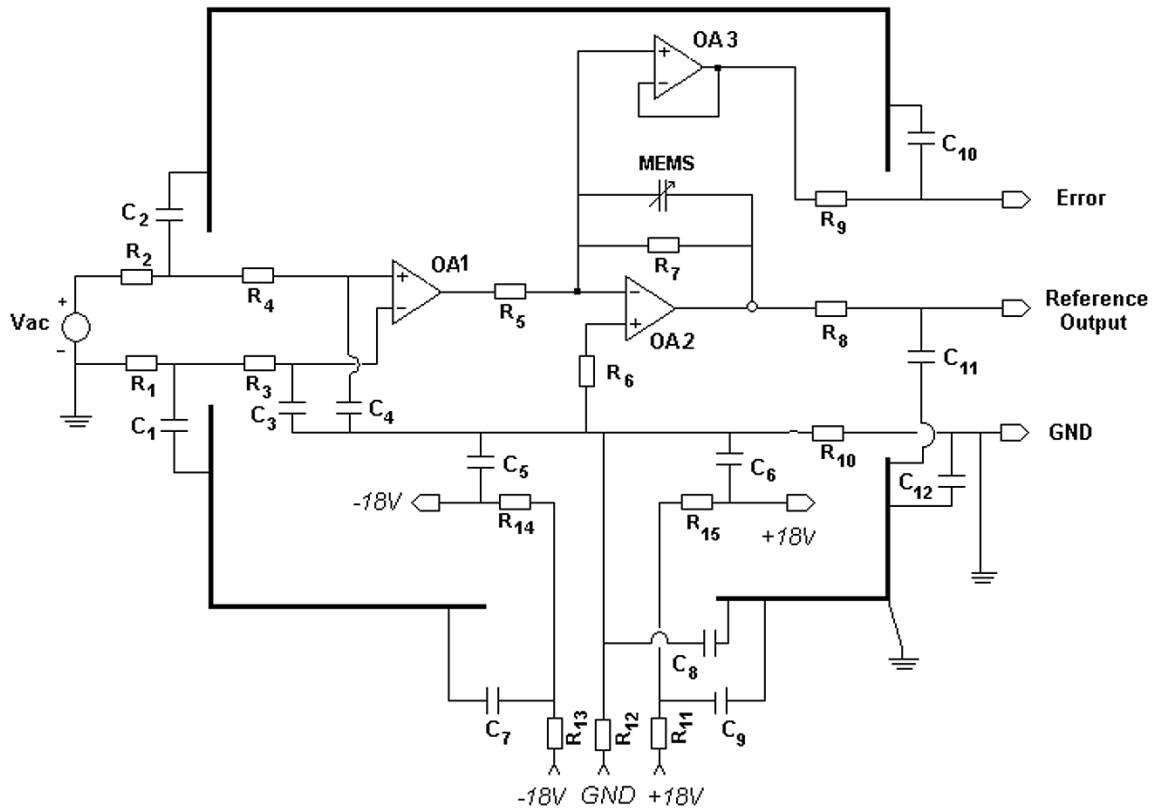 OA3
C10
MEMS
Error
R9
C2
R2
R4
OA1
R5
R7
OA2
R8
Reference
Output
+
Vac
-
R1
R3
R6
C11
C1
C3
C4
GND
R10
C5
C6
C12
-18V
R14
R15
+18V
C8
C7
R13
R12
R11
C9
-18V GND +18V